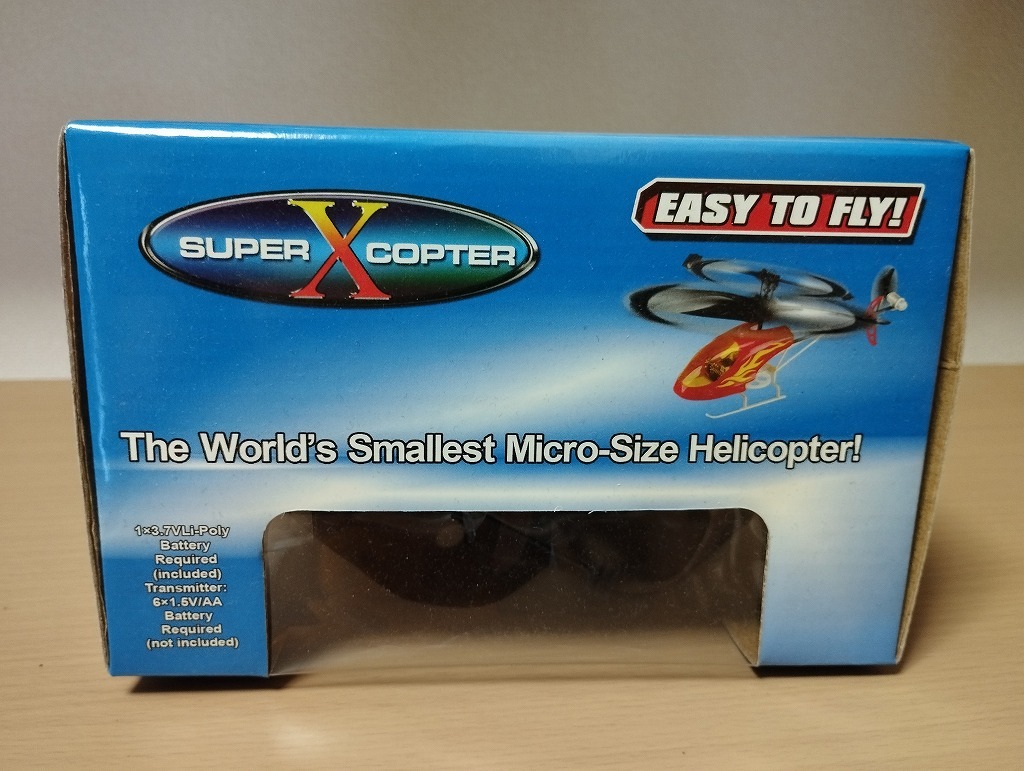 SUPER X COPTER
EASY TO FLY!
The World's Smallest Micro-Size Helicopter!
1×3.7VLi-Poly
Battery
Required
(included)
Transmitter:
6×1.5V/AA
Battery
Required
(not included)